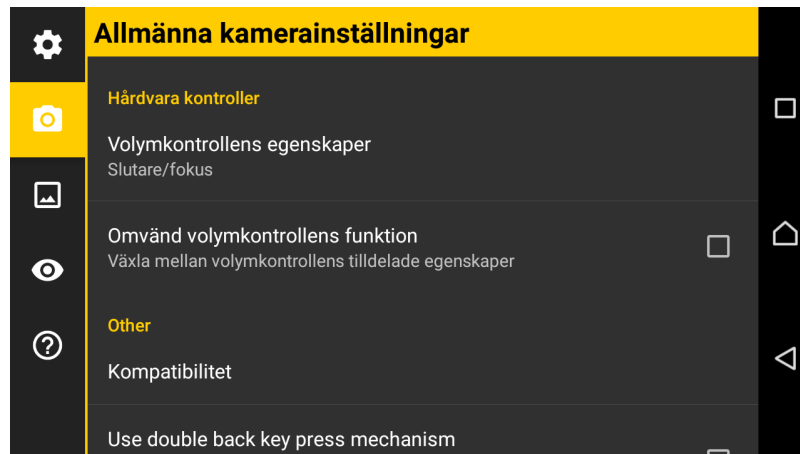 Allmänna kamerainställningar
Hårdvara kontroller
Volymkontrollens egenskaper
Slutare/fokus
Omvänd volymkontrollens funktion
Växla mellan volymkontrollens tilldelade egenskaper
Other
Kompatibilitet
Use double back key press mechanism